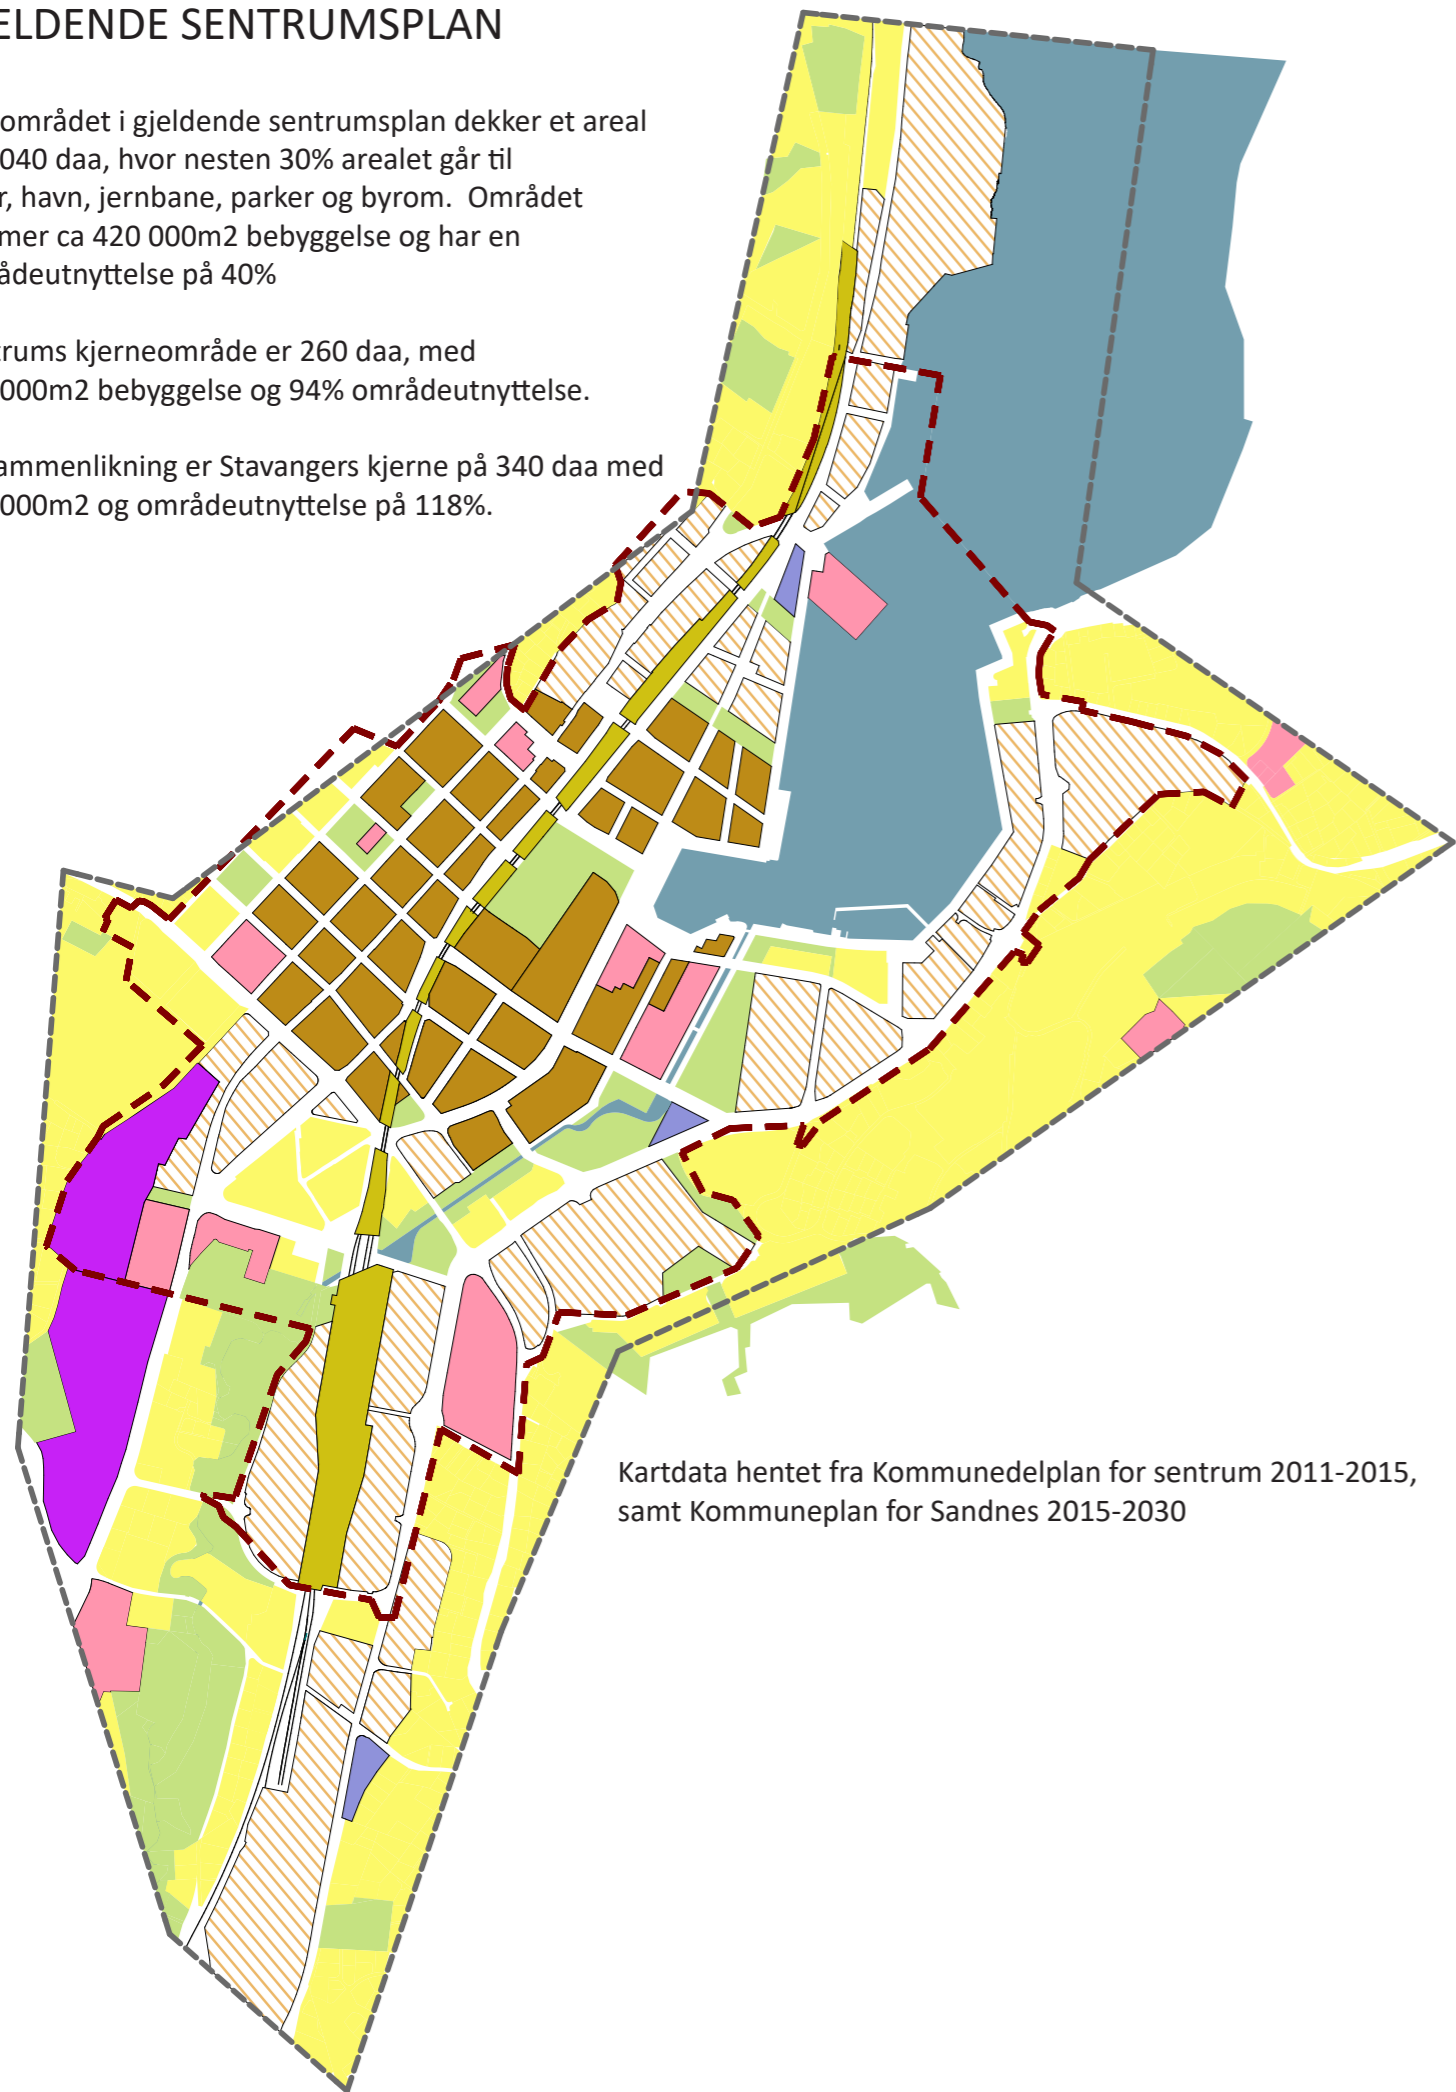 ELDENDE SENTRUMSPLAN
området i gjeldende sentrumsplan dekker et areal
040 daa, hvor nesten 30% arealet går til
r, havn, jernbane, parker og byrom.  Området
mer ca 420 000m2 bebyggelse og har en
ådeutnyttelse på 40%
trums kjerneområde er 260 daa, med
000m2 bebyggelse og 94% områdeutnyttelse.
ammenlikning er Stavangers kjerne på 340 daa med
000m2 og områdeutnyttelse på 118%.
Kartdata hentet fra Kommunedelplan for sentrum 2011-2015,
samt Kommuneplan for Sandnes 2015-2030